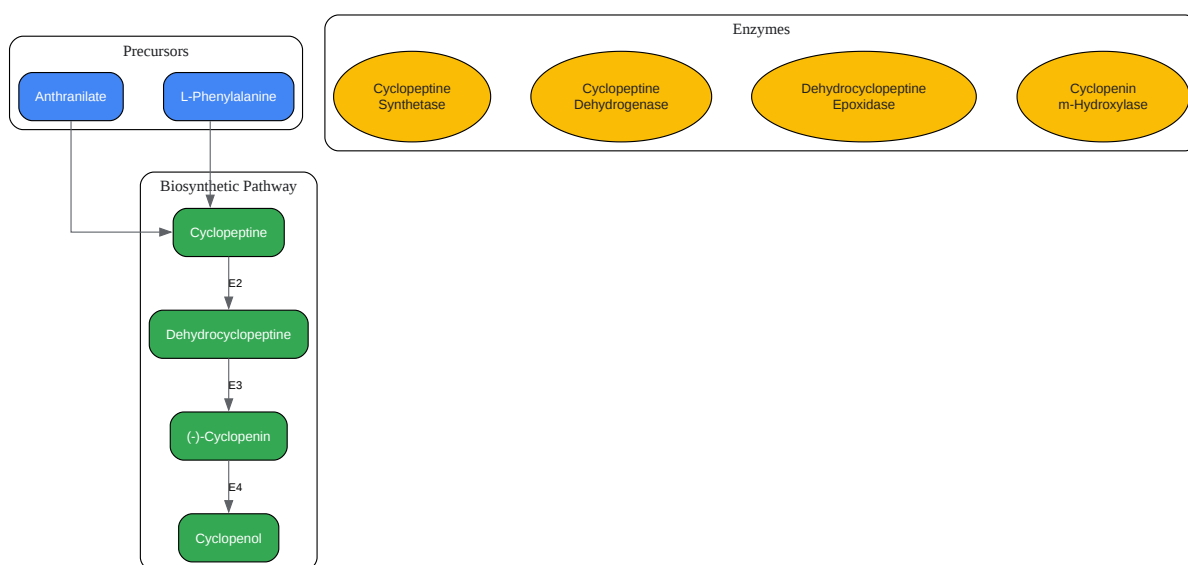 Precursors
Anthranilate
L-Phenylalanine
Enzymes
Cyclopeptine
Synthetase
Cyclopeptine
Dehydrogenase
Dehydrocyclopeptine
Epoxidase
Cyclopenin
m-Hydroxylase
Biosynthetic Pathway
Cyclopeptine
E2
Dehydrocyclopeptine
E3
(-)-Cyclopenin
E4
Cyclopenol